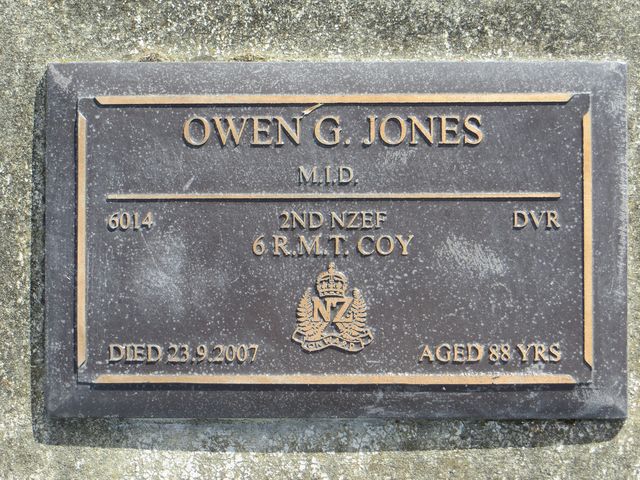 OWEN G. JONES
M.I.D.
6014 2ND NZEF DVR
6 R.M.T. COY
NZ
DIED 23.9.2007 AGED 88 YRS